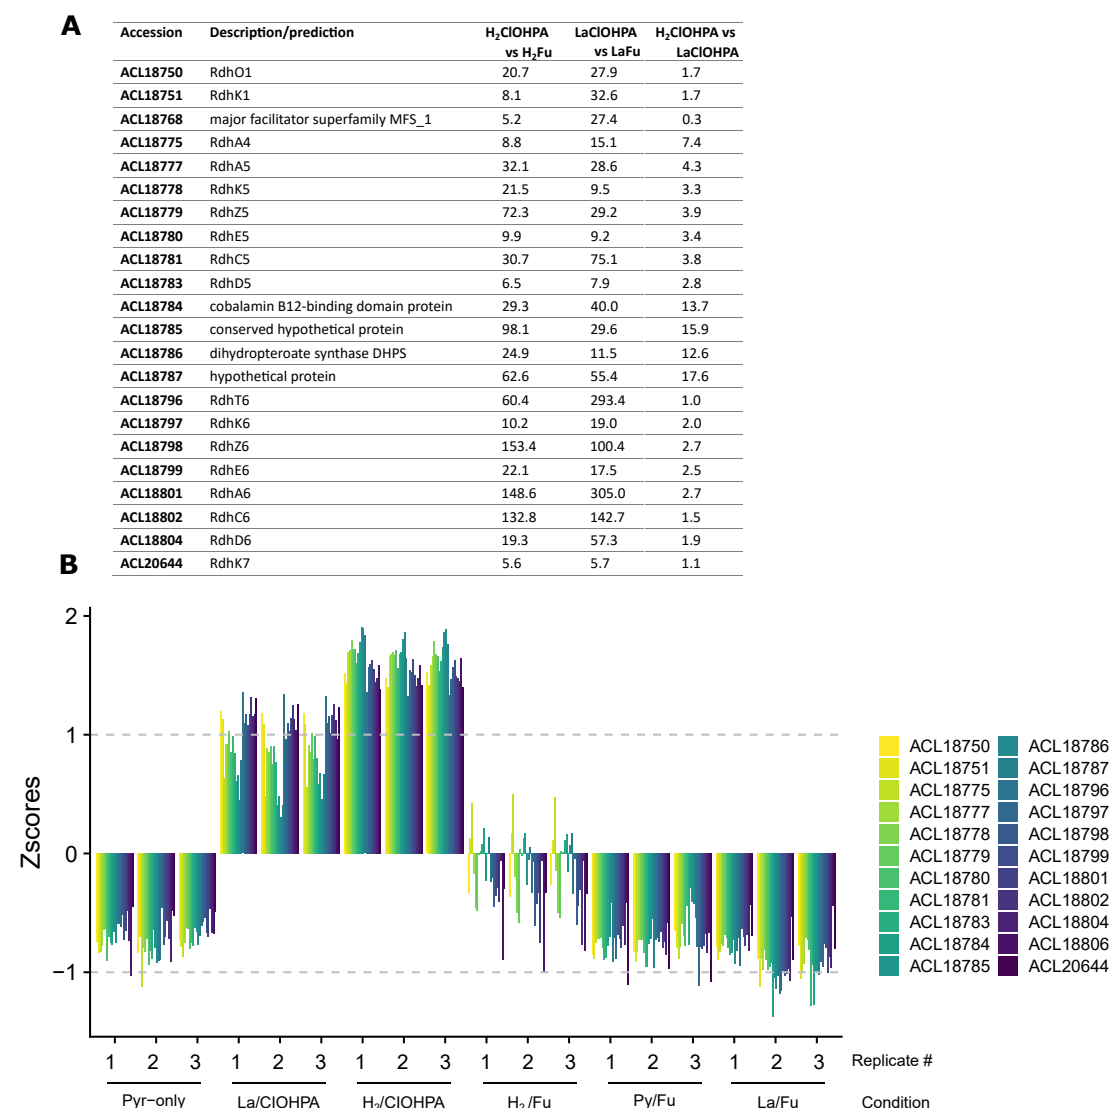 A
Accession Description/prediction H₂ClOHPA LaClOHPA H₂ClOHPA vs
vs H₂Fu vs LaFu LaClOHPA
ACL18750 RdhO1 20.7 27.9 1.7
ACL18751 RdhK1 8.1 32.6 1.7
ACL18768 major facilitator superfamily MFS_1 5.2 27.4 0.3
ACL18775 RdhA4 8.8 15.1 7.4
ACL18777 RdhA5 32.1 28.6 4.3
ACL18778 RdhK5 21.5 9.5 3.3
ACL18779 RdhZ5 72.3 29.2 3.9
ACL18780 RdhE5 9.9 9.2 3.4
ACL18781 RdhC5 30.7 75.1 3.8
ACL18783 RdhD5 6.5 7.9 2.8
ACL18784 cobalamin B12-binding domain protein 29.3 40.0 13.7
ACL18785 conserved hypothetical protein 98.1 29.6 15.9
ACL18786 dihydropteroate synthase DHPS 24.9 11.5 12.6
ACL18787 hypothetical protein 62.6 55.4 17.6
ACL18796 RdhT6 60.4 293.4 1.0
ACL18797 RdhK6 10.2 19.0 2.0
ACL18798 RdhZ6 153.4 100.4 2.7
ACL18799 RdhE6 22.1 17.5 2.5
ACL18801 RdhA6 148.6 305.0 2.7
ACL18802 RdhC6 132.8 142.7 1.5
ACL18804 RdhD6 19.3 57.3 1.9
ACL20644 RdhK7 5.6 5.7 1.1
B
2
1
0
−1
Zscores
ACL18750 ACL18786
ACL18751 ACL18787
ACL18775 ACL18796
ACL18777 ACL18797
ACL18778 ACL18798
ACL18779 ACL18799
ACL18780 ACL18801
ACL18781 ACL18802
ACL18783 ACL18804
ACL18784 ACL18806
ACL18785 ACL20644
1 2 3 1 2 3 1 2 3 1 2 3 1 2 3 1 2 3 Replicate #
Pyr−only La/ClOHPA H₂/ClOHPA H₂/Fu Py/Fu La/Fu Condition